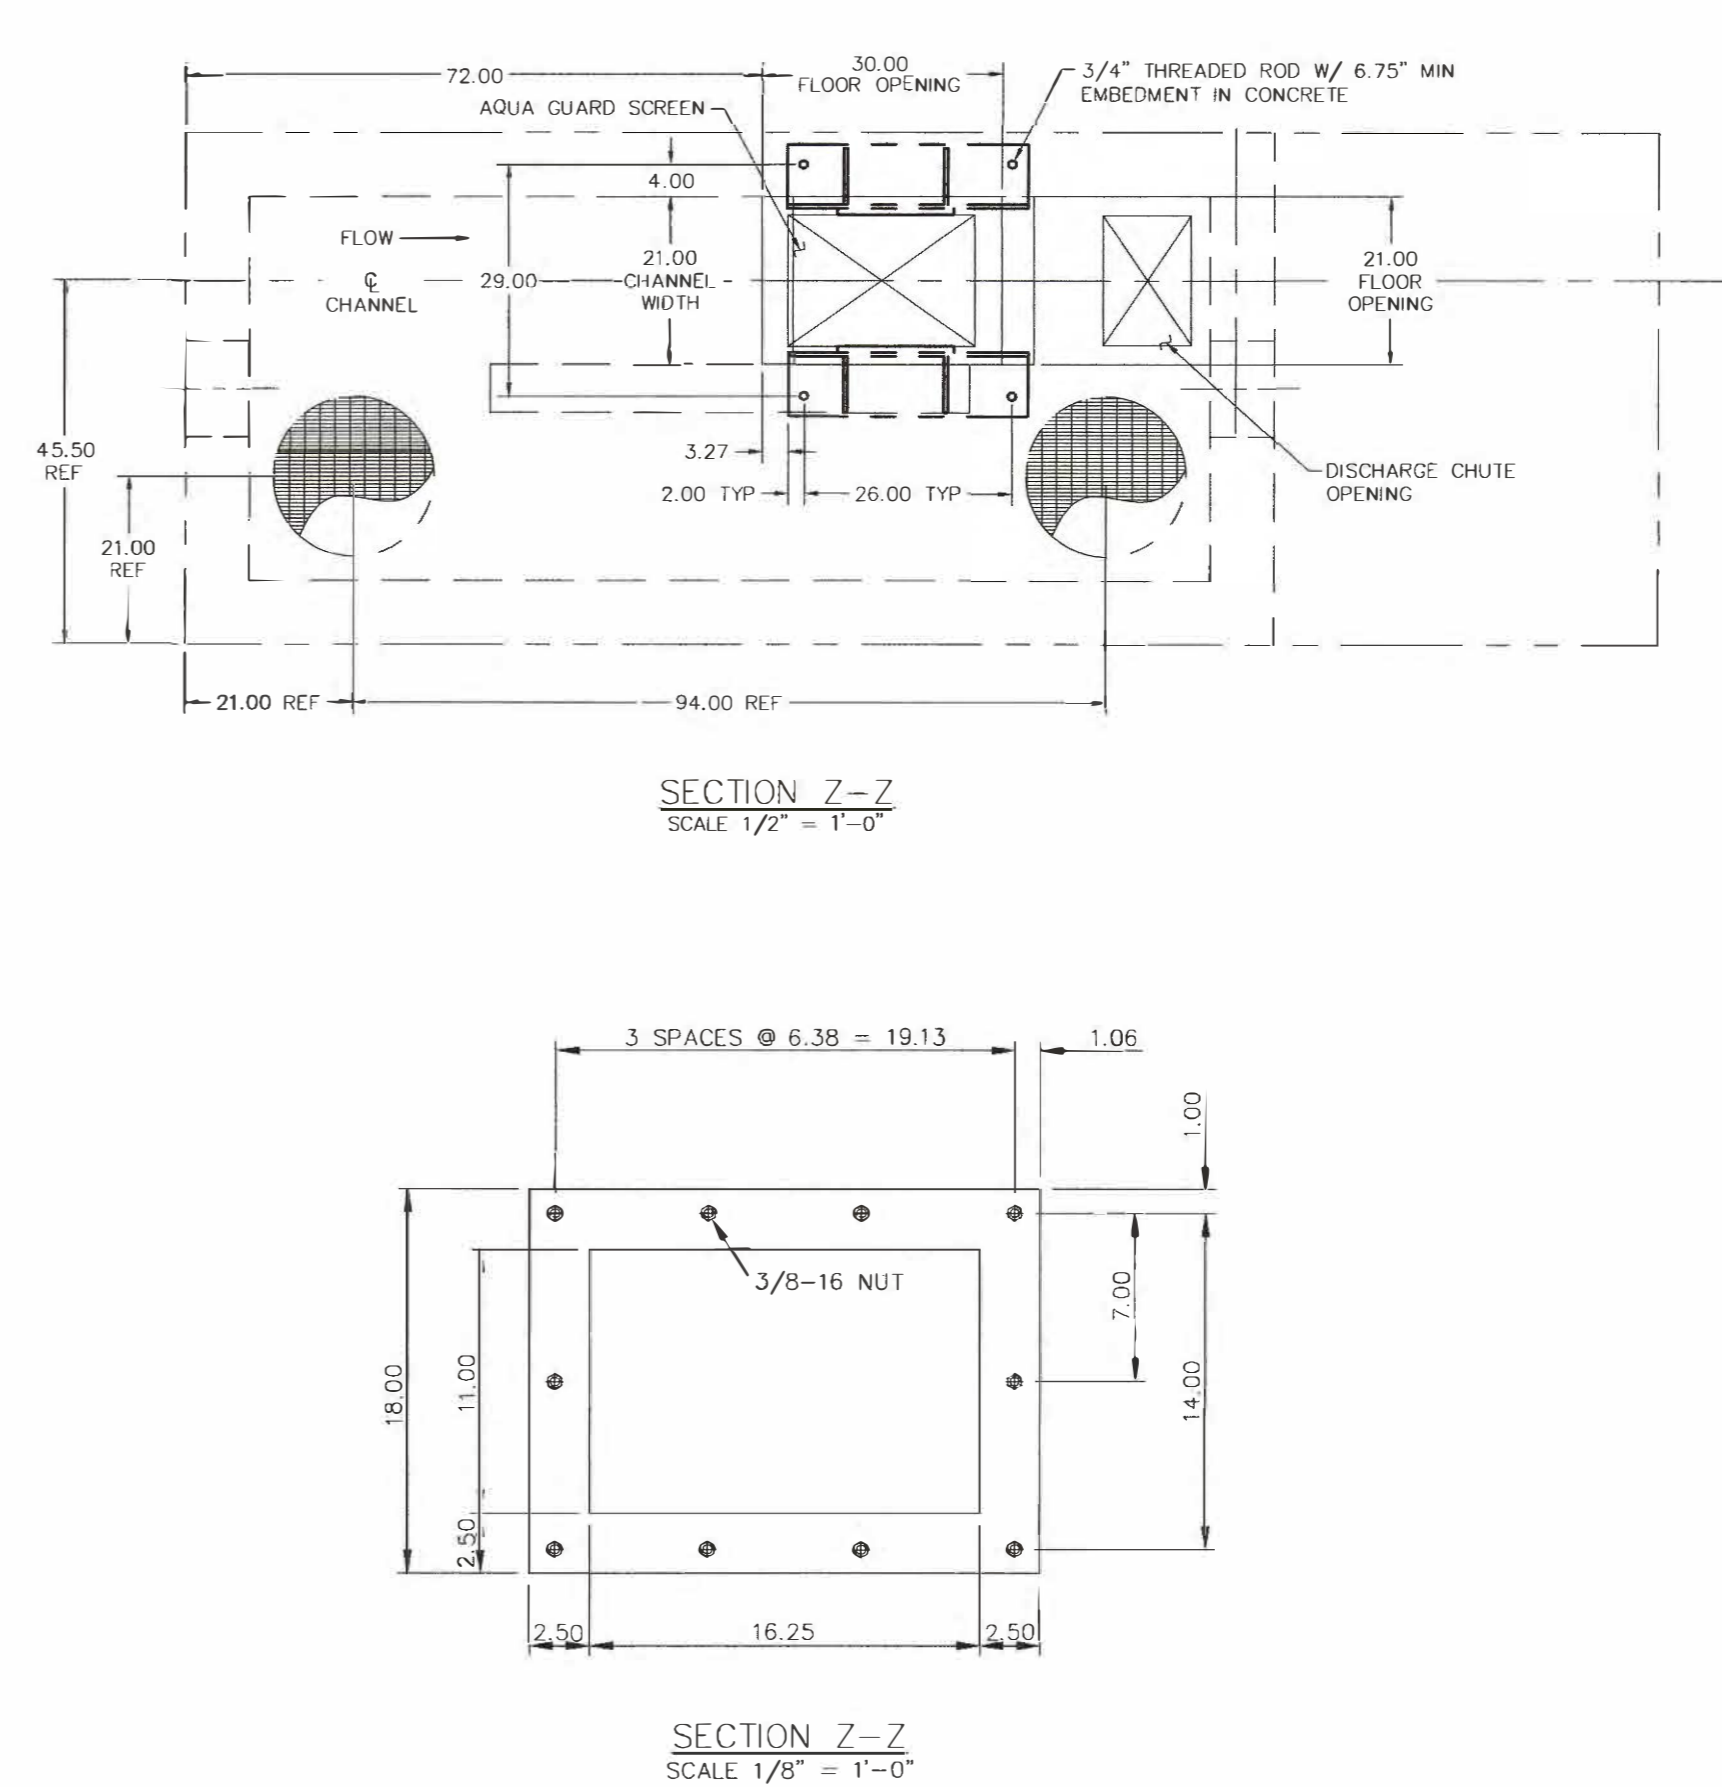 72.00
30.00
FLOOR OPENING
3/4" THREADED ROD W/ 6.75" MIN
EMBEDMENT IN CONCRETE
AQUA GUARD SCREEN
4.00
FLOW
℄
CHANNEL
29.00
21.00
CHANNEL
WIDTH
21.00
FLOOR
OPENING
45.50
REF
3.27
2.00 TYP
26.00 TYP
DISCHARGE CHUTE
OPENING
21.00
REF
21.00 REF
94.00 REF
SECTION Z-Z
SCALE 1/2" = 1'-0"
3 SPACES @ 6.38 = 19.13
1.06
1.00
3/8-16 NUT
7.00
18.00
11.00
14.00
2.50
2.50
16.25
2.50
SECTION Z-Z
SCALE 1/8" = 1'-0"